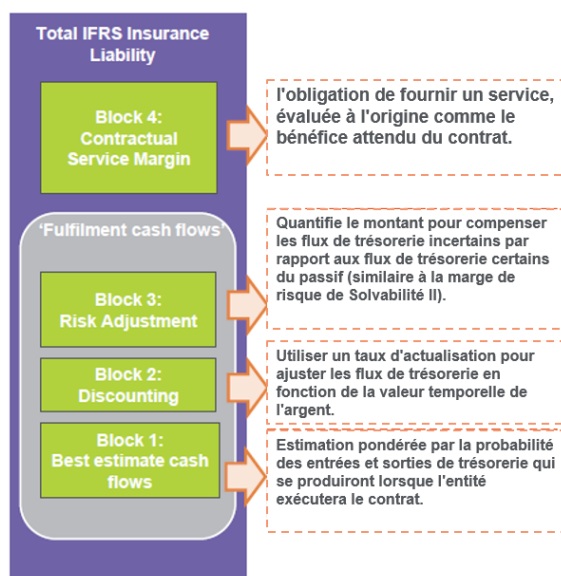 Total IFRS Insurance
Liability
Block 4:
Contractual
Service Margin
l'obligation de fournir un service,
évaluée à l'origine comme le
bénéfice attendu du contrat.
'Fulfilment cash flows'
Block 3:
Risk Adjustment
Quantifie le montant pour compenser
les flux de trésorerie incertains par
rapport aux flux de trésorerie certains
du passif (similaire à la marge de
risque de Solvabilité II).
Block 2:
Discounting
Utiliser un taux d'actualisation pour
ajuster les flux de trésorerie en
fonction de la valeur temporelle de
l'argent.
Block 1:
Best estimate cash
flows
Estimation pondérée par la probabilité
des entrées et sorties de trésorerie qui
se produiront lorsque l'entité
exécutera le contrat.